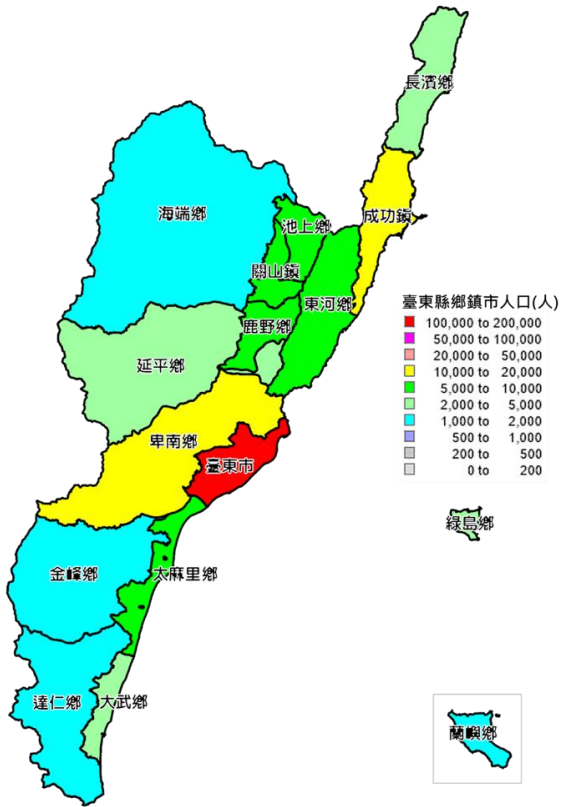 長濱鄉
海端鄉
成功鎮
池上鄉
關山鎮
東河鄉
鹿野鄉
延平鄉
卑南鄉
臺東市
綠島鄉
金峰鄉
太麻里鄉
達仁鄉
大武鄉
蘭嶼鄉
臺東縣鄉鎮市人口(人)
100,000 to 200,000
50,000 to 100,000
20,000 to 50,000
10,000 to 20,000
5,000 to 10,000
2,000 to 5,000
1,000 to 2,000
500 to 1,000
200 to 500
0 to 200